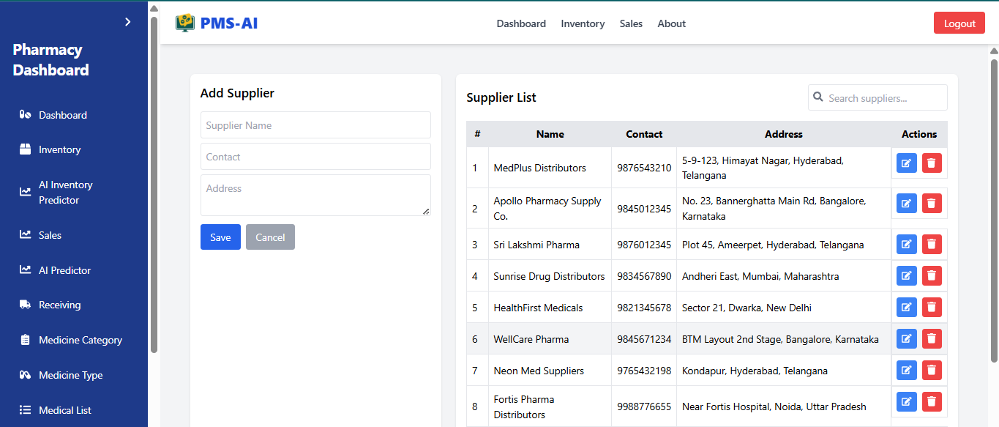 Pharmacy
Dashboard
Dashboard
Inventory
AI Inventory
Predictor
Sales
AI Predictor
Receiving
Medicine Category
Medicine Type
Medical List
PMS-AI
Dashboard Inventory Sales About
Logout
Add Supplier
Supplier Name
Contact
Address
Save Cancel
Supplier List
Search suppliers...
# Name Contact Address Actions
1 MedPlus Distributors 9876543210 5-9-123, Himayat Nagar, Hyderabad,
Telangana
2 Apollo Pharmacy Supply
Co. 9845012345 No. 23, Bannerghatta Main Rd, Bangalore,
Karnataka
3 Sri Lakshmi Pharma 9876012345 Plot 45, Ameerpet, Hyderabad, Telangana
4 Sunrise Drug Distributors 9834567890 Andheri East, Mumbai, Maharashtra
5 HealthFirst Medicals 9821345678 Sector 21, Dwarka, New Delhi
6 WellCare Pharma 9845671234 BTM Layout 2nd Stage, Bangalore, Karnataka
7 Neon Med Suppliers 9765432198 Kondapur, Hyderabad, Telangana
8 Fortis Pharma
Distributors 9988776655 Near Fortis Hospital, Noida, Uttar Pradesh